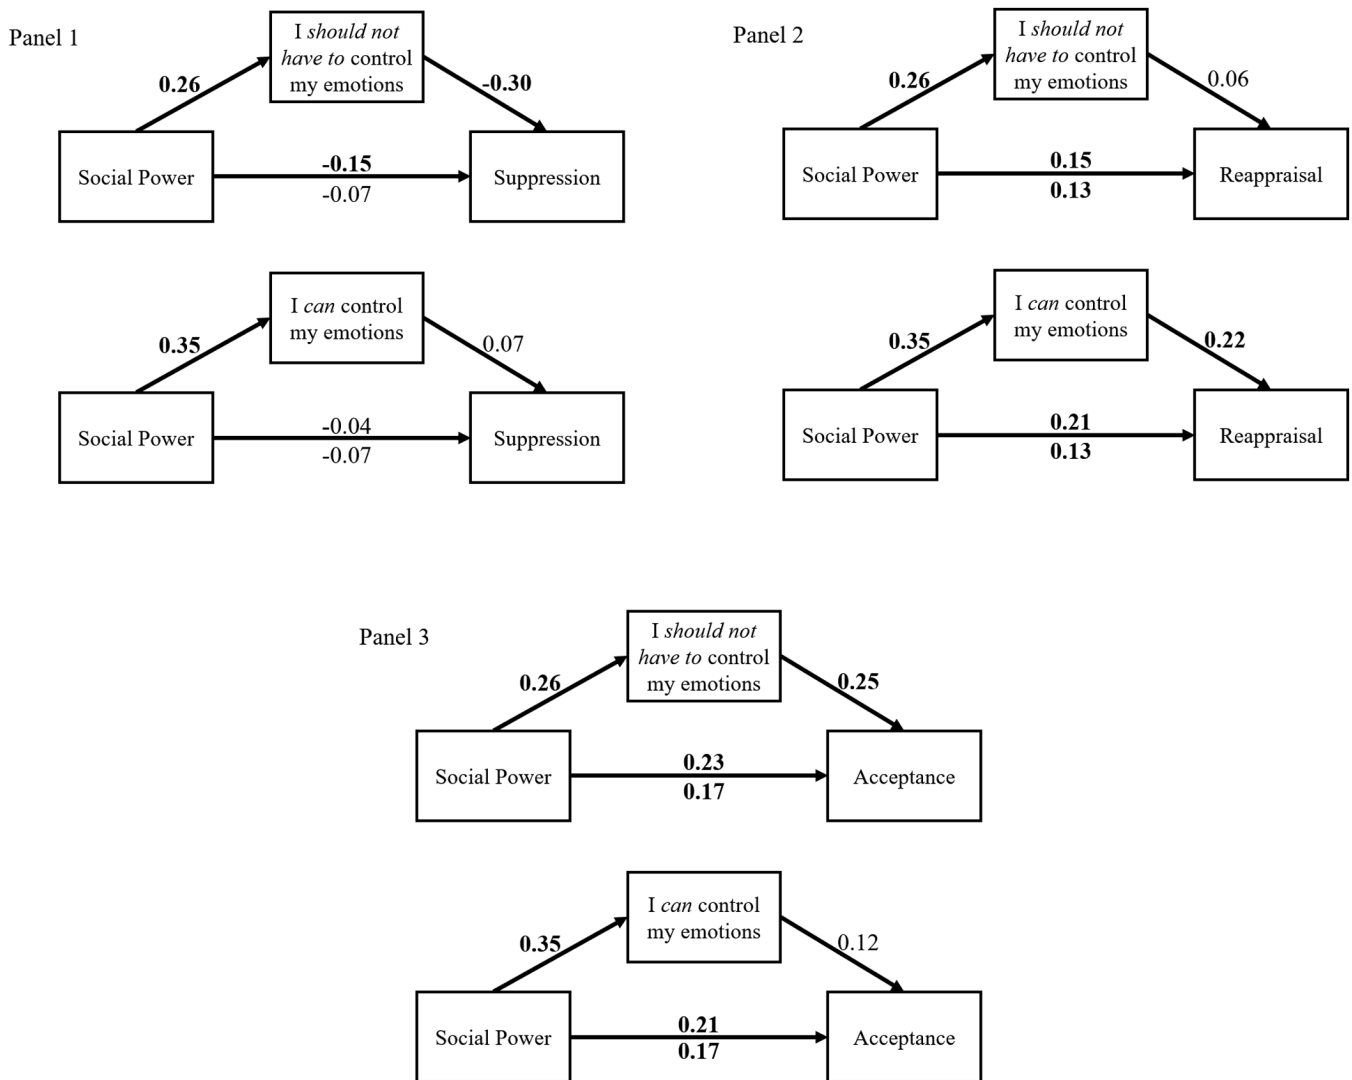 Panel 1
I should not
have to control
my emotions
0.26
-0.30
Social Power
-0.15
-0.07
Suppression
I can control
my emotions
0.35
0.07
Social Power
-0.04
-0.07
Suppression
Panel 2
I should not
have to control
my emotions
0.26
0.06
Social Power
0.15
0.13
Reappraisal
I can control
my emotions
0.35
0.22
Social Power
0.21
0.13
Reappraisal
Panel 3
I should not
have to control
my emotions
0.26
0.25
Social Power
0.23
0.17
Acceptance
I can control
my emotions
0.35
0.12
Social Power
0.21
0.17
Acceptance